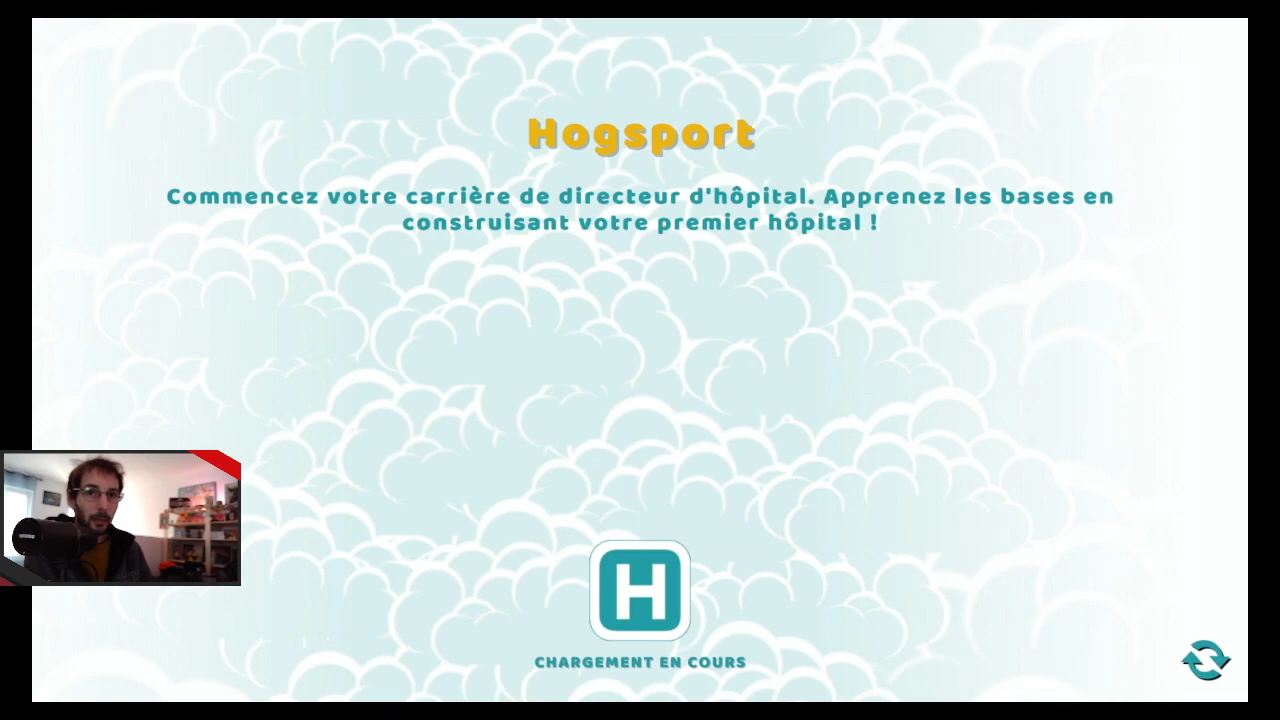 Hogsport
Commencez votre carrière de directeur d'hôpital. Apprenez les bases en
construisant votre premier hôpital !
H
CHARGEMENT EN COURS